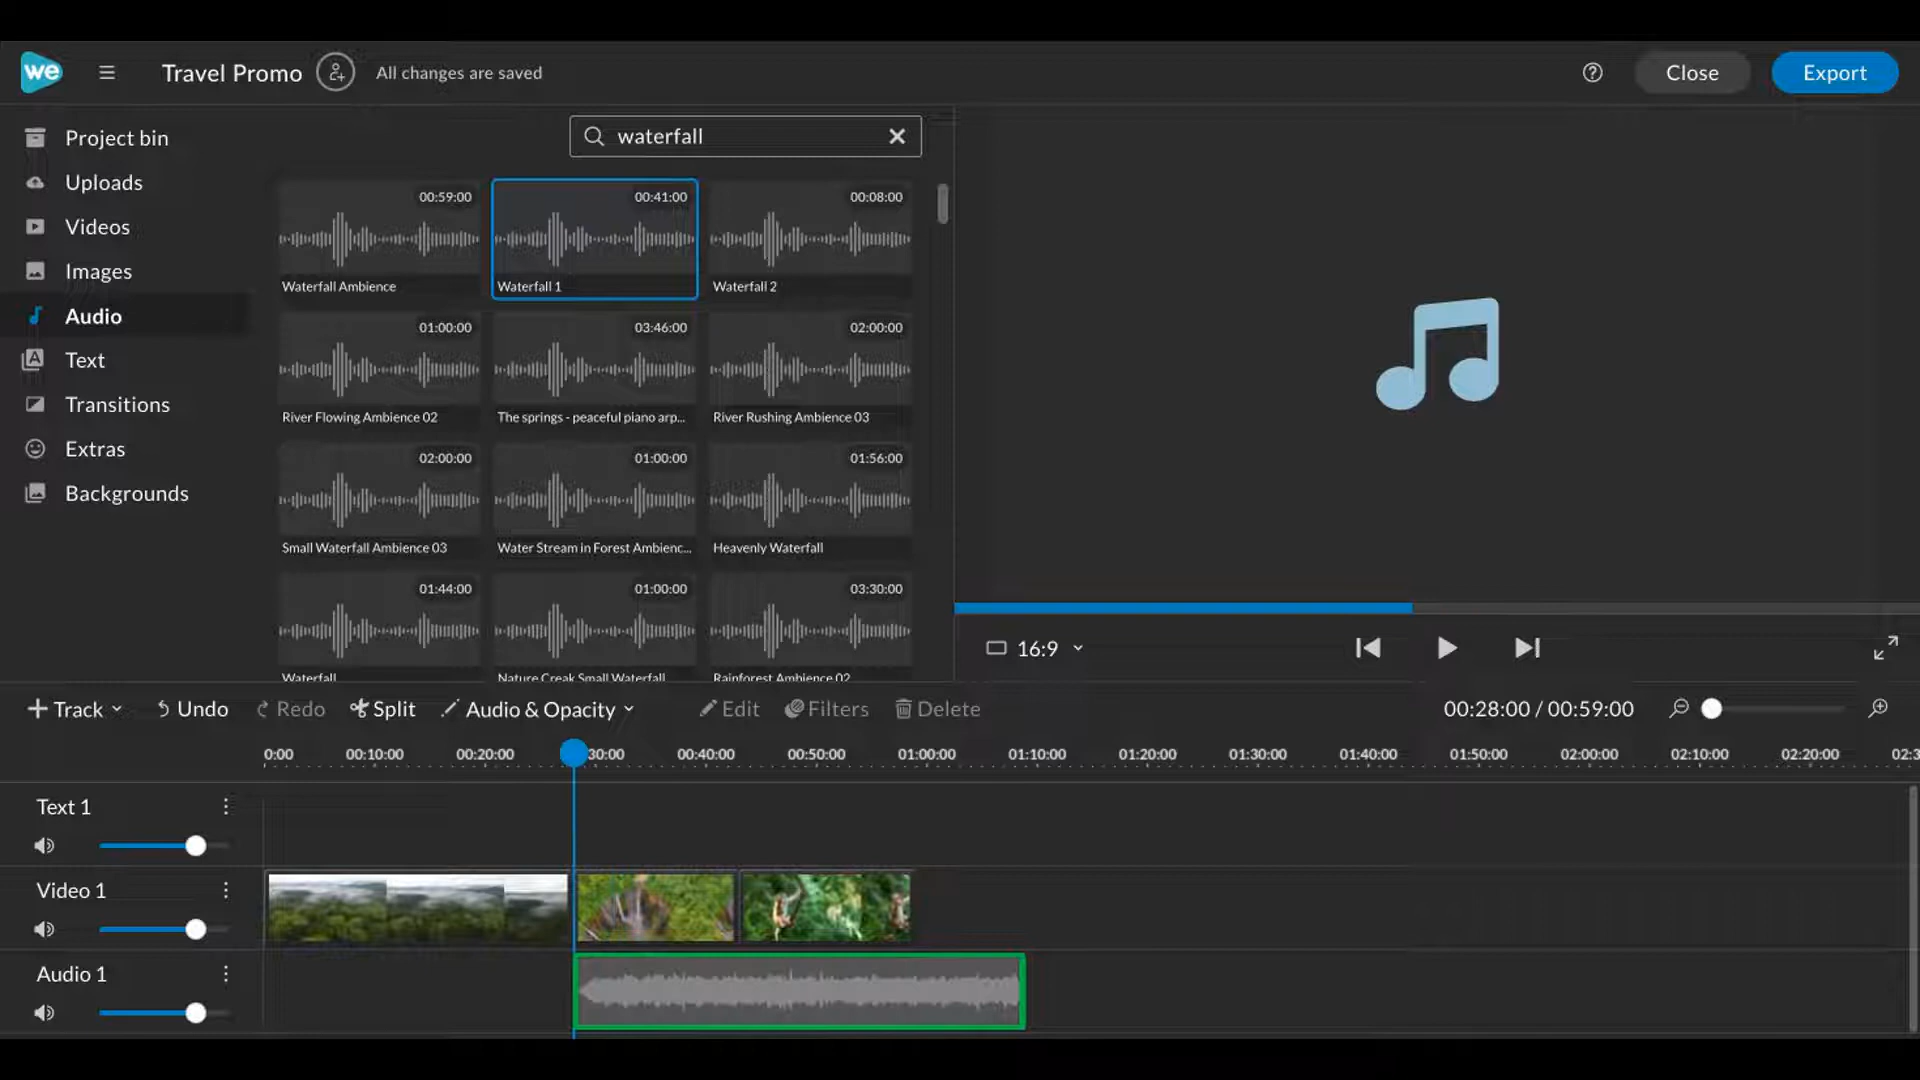 we
Travel Promo
All changes are saved
Close
Export
Project bin
Uploads
Videos
Images
Audio
Text
Transitions
Extras
Backgrounds
waterfall
00:59:00
Waterfall Ambience
00:41:00
Waterfall 1
00:08:00
Waterfall 2
01:00:00
River Flowing Ambience 02
03:46:00
The springs - peaceful piano arp...
02:00:00
River Rushing Ambience 03
02:00:00
Small Waterfall Ambience 03
01:00:00
Water Stream in Forest Ambienc...
01:56:00
Heavenly Waterfall
01:44:00
Waterfall
01:00:00
Nature Creak Small Waterfall
03:30:00
Rainforest Ambience 02
16:9
Track
Undo
Redo
Split
Audio & Opacity
Edit
Filters
Delete
00:28:00 / 00:59:00
0:00 00:10:00 00:20:00 30:00 00:40:00 00:50:00 01:00:00 01:10:00 01:20:00 01:30:00 01:40:00 01:50:00 02:00:00 02:10:00 02:20:00 02:3
Text 1
Video 1
Audio 1